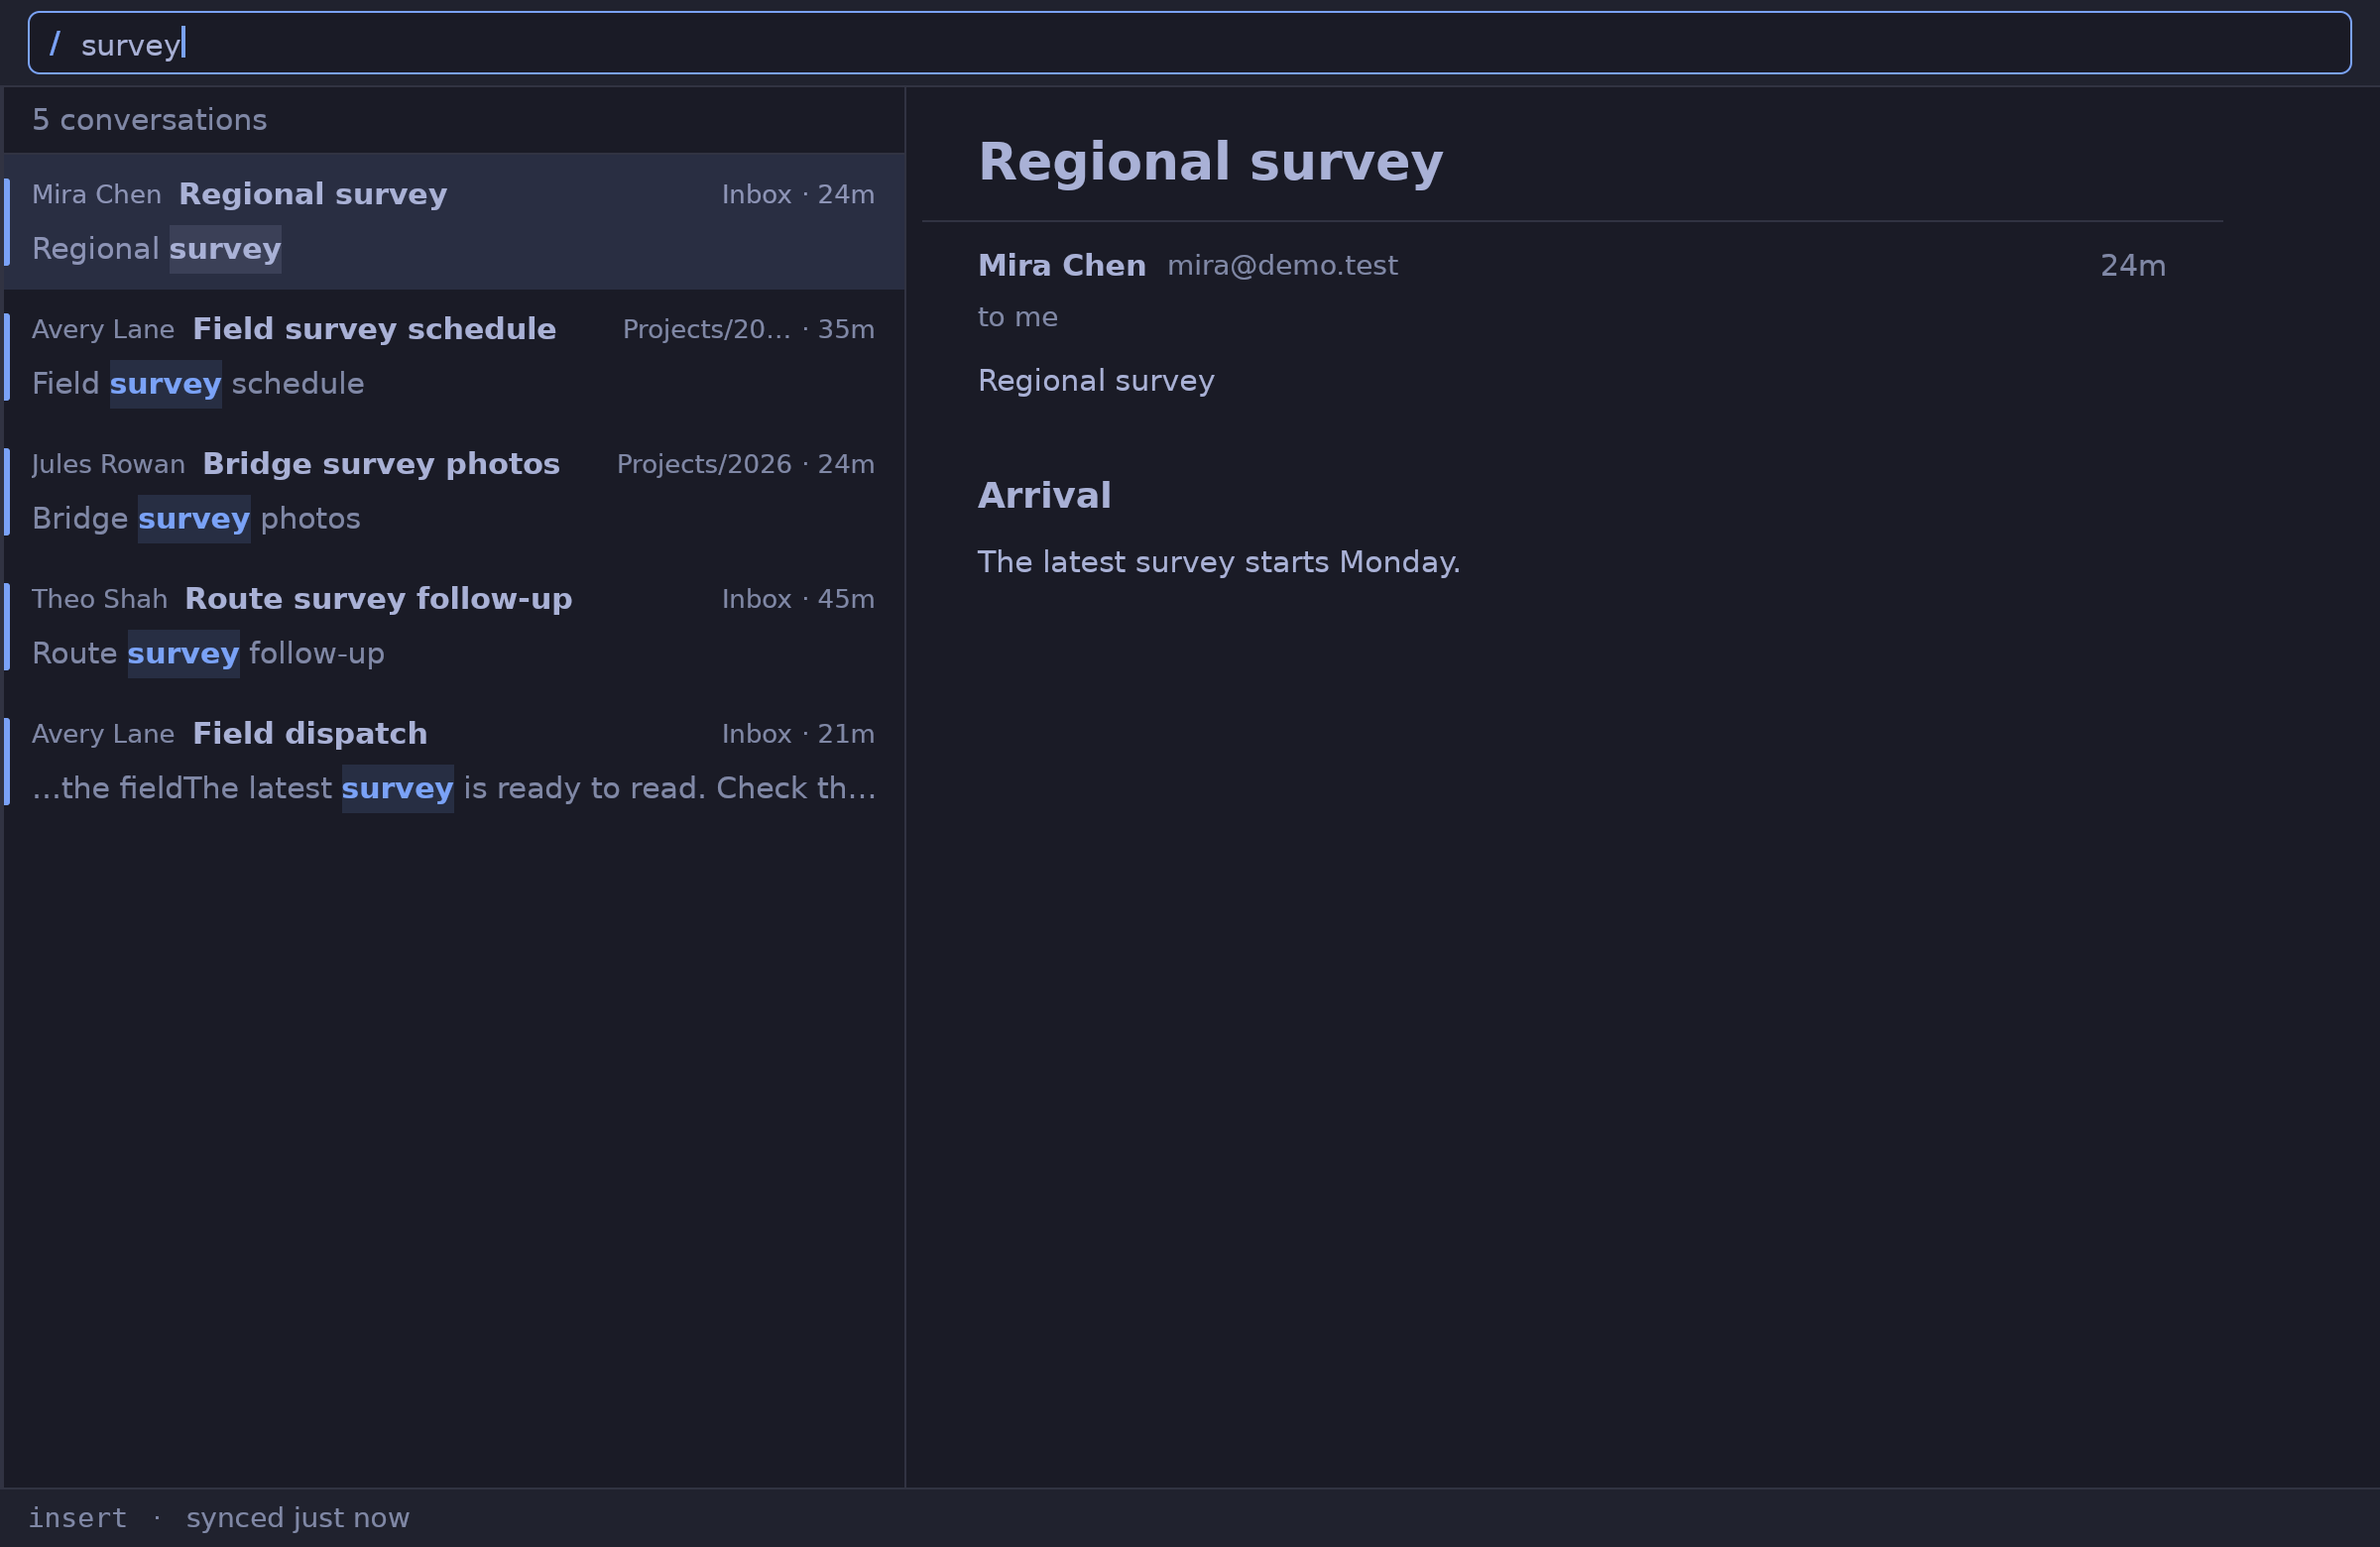 / survey
5 conversations
Mira Chen Regional survey Inbox · 24m
Regional survey
Avery Lane Field survey schedule Projects/20… · 35m
Field survey schedule
Jules Rowan Bridge survey photos Projects/2026 · 24m
Bridge survey photos
Theo Shah Route survey follow-up Inbox · 45m
Route survey follow-up
Avery Lane Field dispatch Inbox · 21m
…the fieldThe latest survey is ready to read. Check th…
Regional survey
Mira Chen mira@demo.test 24m
to me
Regional survey
Arrival
The latest survey starts Monday.
insert · synced just now